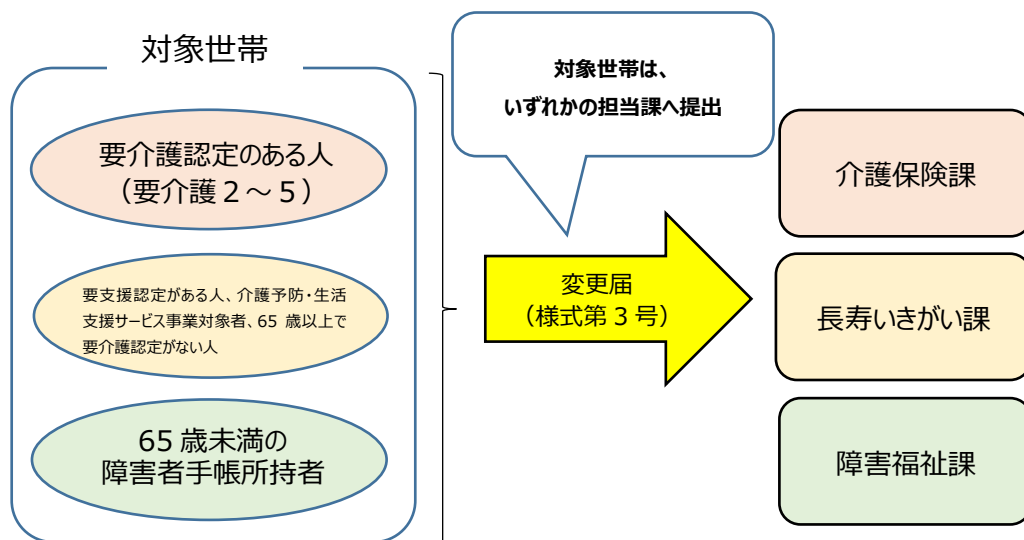 対象世帯
要介護認定のある人
（要介護２～５）
要支援認定がある人、介護予防・生活
支援サービス事業対象者、65 歳以上で
要介護認定がない人
65 歳未満の
障害者手帳所持者
対象世帯は、
いずれかの担当課へ提出
変更届
（様式第３号）
介護保険課
長寿いきがい課
障害福祉課